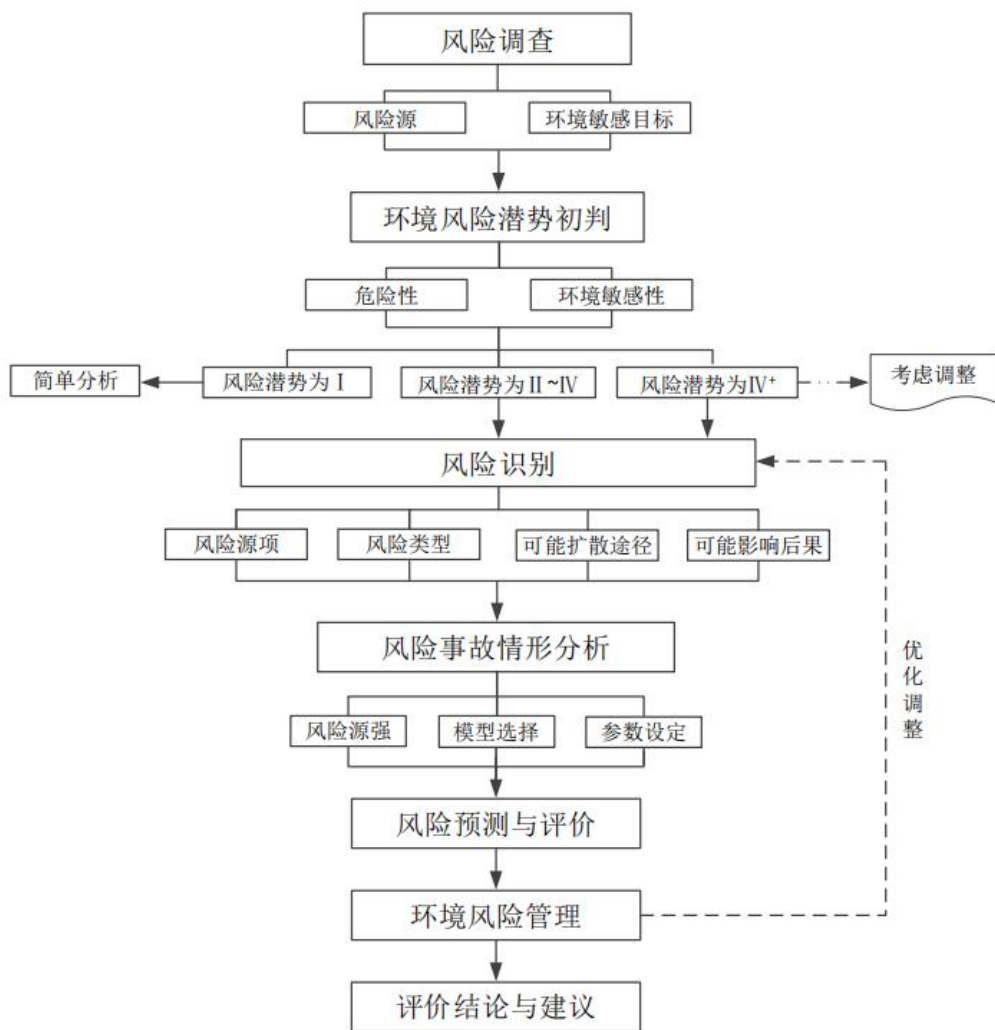 风险调查
风险源
环境敏感目标
环境风险潜势初判
危险性
环境敏感性
简单分析
风险潜势为Ⅰ
风险潜势为Ⅱ~Ⅳ
风险潜势为Ⅳ⁺
考虑调整
风险识别
风险源项
风险类型
可能扩散途径
可能影响后果
风险事故情形分析
优化调整
风险源强
模型选择
参数设定
风险预测与评价
环境风险管理
评价结论与建议